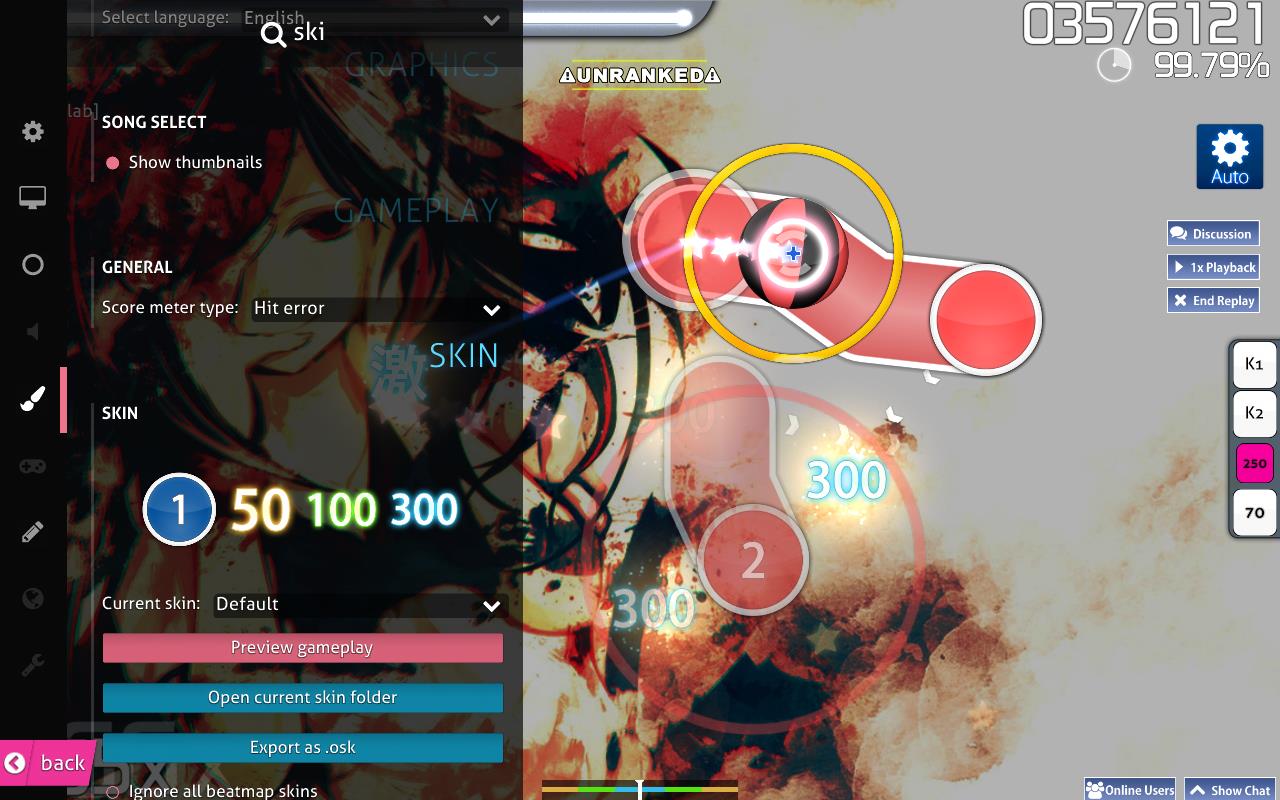 Select language: English
ski
GRAPHICS
lab]
SONG SELECT
Show thumbnails
GAMEPLAY
GENERAL
Score meter type: Hit error
激
SKIN
SKIN
1 50 100 300
Current skin: Default
Preview gameplay
Open current skin folder
Export as .osk
back
Ignore all beatmap skins
UNRANKED
03576121
99.79%
Auto
Discussion
1x Playback
End Replay
K1
K2
250
70
300
2
300
300
Online Users
Show Chat